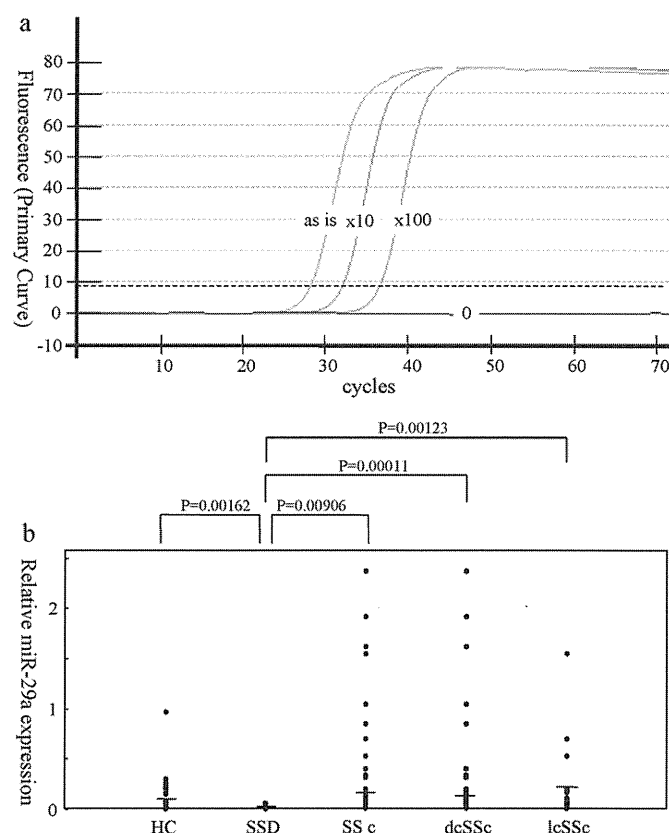 a
Fluorescence (Primary Curve)
80
70
60
50
40
30
20
10
0
-10
as is x10 x100
0
10 20 30 40 50 60 70
cycles
P=0.00123
P=0.00011
P=0.00162 P=0.00906
b
Relative miR-29a expression
2
1
0
HC SSD SS c dcSSc lcSSc